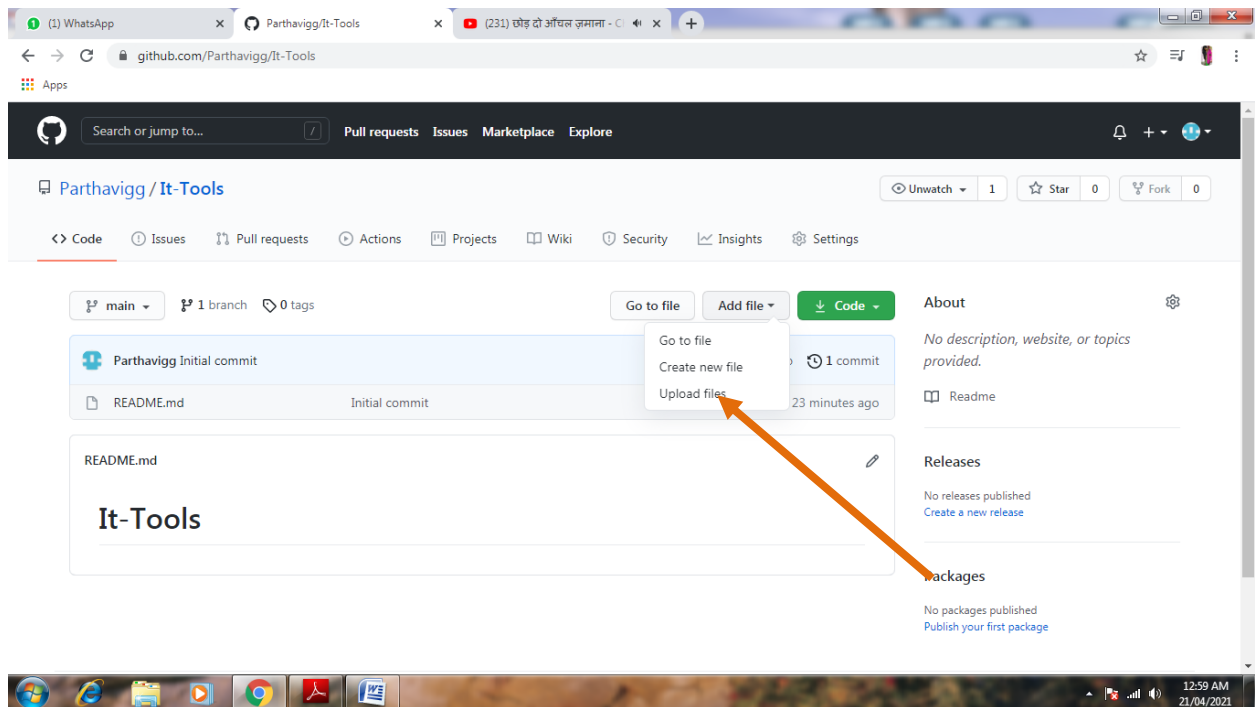 (1) WhatsApp
Parthavigg/It-Tools
(231) छोड़ दो आँचल ज़माना - C
github.com/Parthavigg/It-Tools
Apps
Search or jump to...
/
Pull requests Issues Marketplace Explore
Parthavigg / It-Tools
Unwatch 1 Star 0 Fork 0
Code Issues Pull requests Actions Projects Wiki Security Insights Settings
main 1 branch 0 tags
Go to file Add file Code
Go to file
Create new file
Upload files
Parthavigg Initial commit
1 commit
README.md Initial commit 23 minutes ago
README.md
It-Tools
About
No description, website, or topics
provided.
Readme
Releases
No releases published
Create a new release
Packages
No packages published
Publish your first package
12:59 AM
21/04/2021